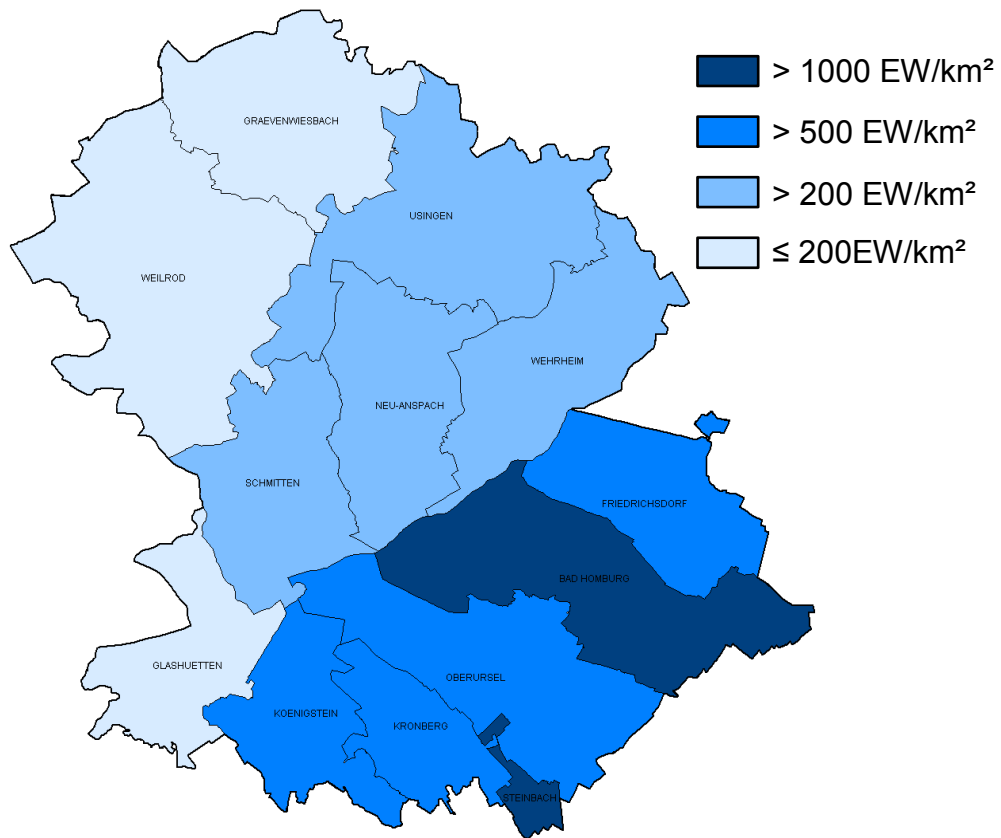 > 1000 EW/km²
> 500 EW/km²
> 200 EW/km²
≤ 200EW/km²
GRAEVENWIESBACH
USINGEN
WEILROD
WEHRHEIM
NEU-ANSPACH
SCHMITTEN
FRIEDRICHSDORF
BAD HOMBURG
GLASHUETTEN
OBERURSEL
KOENIGSTEIN
KRONBERG
STEINBACH